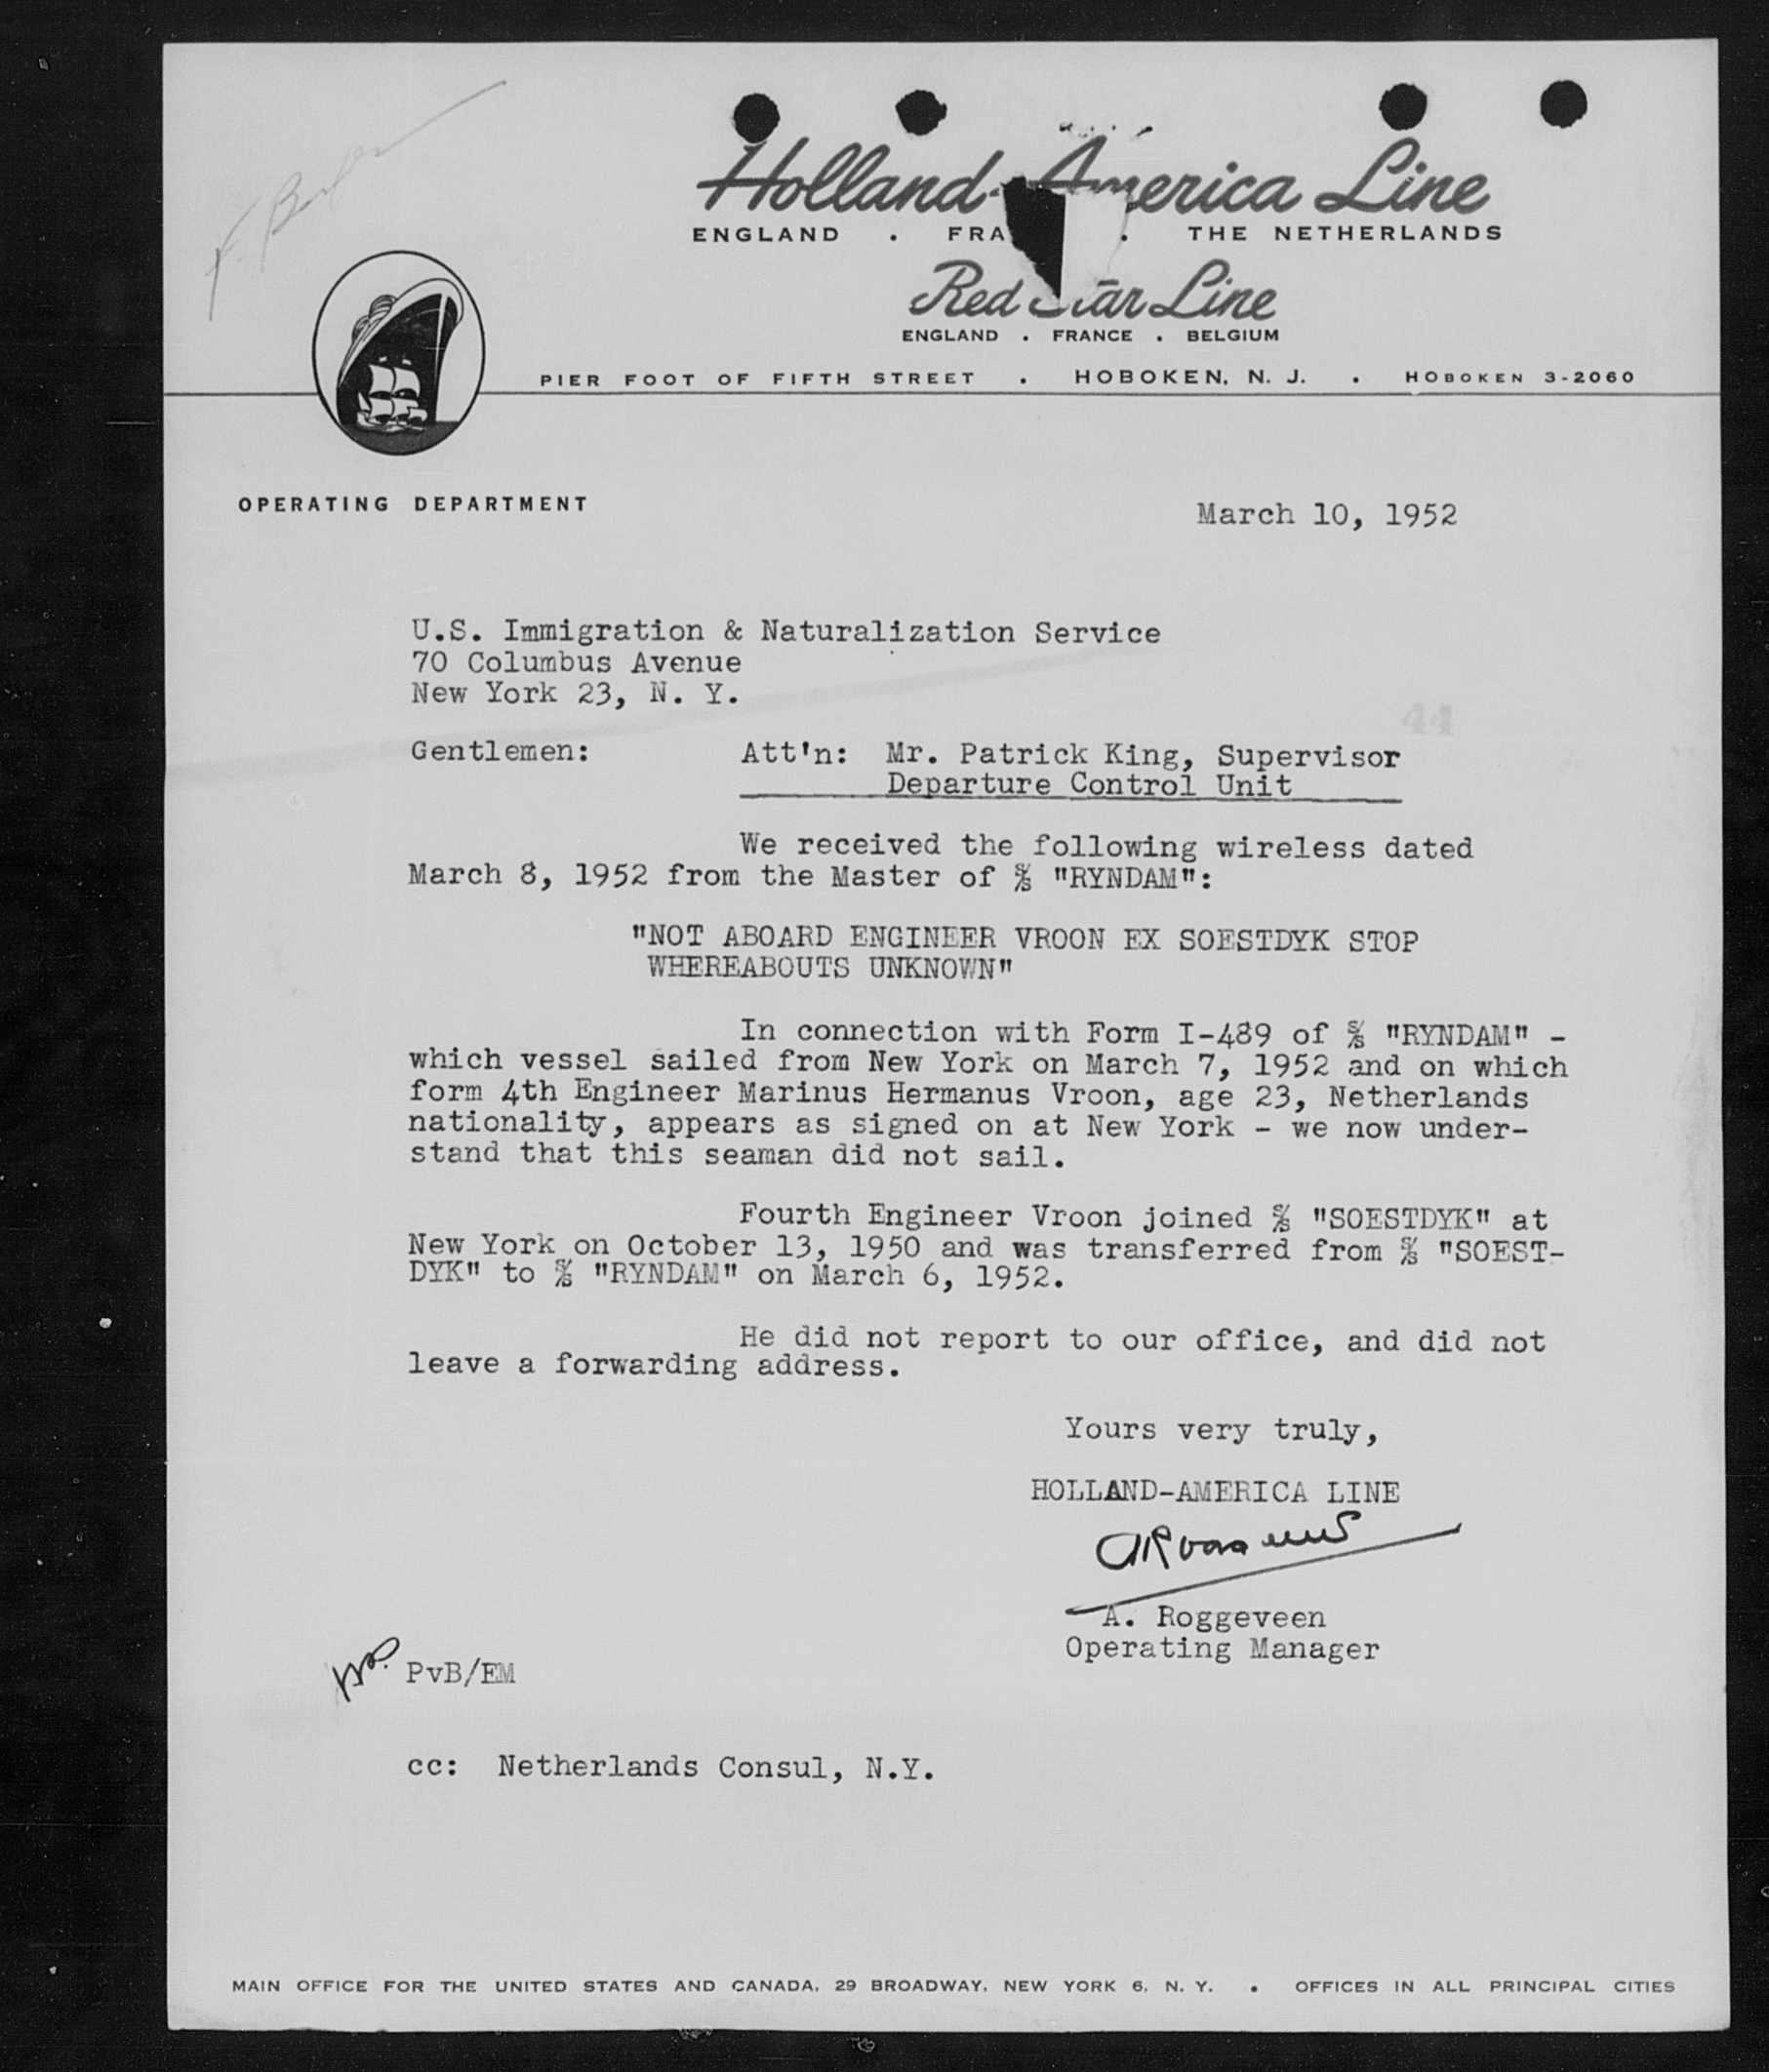 Holland-America Line
ENGLAND . FRA . THE NETHERLANDS
Red Star Line
ENGLAND . FRANCE . BELGIUM
PIER FOOT OF FIFTH STREET . HOBOKEN, N. J. . HOBOKEN 3-2060
OPERATING DEPARTMENT
March 10, 1952
U.S. Immigration & Naturalization Service
70 Columbus Avenue
New York 23, N. Y.
44
Gentlemen: Att'n: Mr. Patrick King, Supervisor
Departure Control Unit
We received the following wireless dated
March 8, 1952 from the Master of S/S "RYNDAM":
"NOT ABOARD ENGINEER VROON EX SOESTDYK STOP
WHEREABOUTS UNKNOWN"
In connection with Form I-489 of S/S "RYNDAM" -
which vessel sailed from New York on March 7, 1952 and on which
form 4th Engineer Marinus Hermanus Vroon, age 23, Netherlands
nationality, appears as signed on at New York - we now under-
stand that this seaman did not sail.
Fourth Engineer Vroon joined S/S "SOESTDYK" at
New York on October 13, 1950 and was transferred from S/S "SOEST-
DYK" to S/S "RYNDAM" on March 6, 1952.
He did not report to our office, and did not
leave a forwarding address.
Yours very truly,
HOLLAND-AMERICA LINE
A. Roggeveen
Operating Manager
PvB/EM
cc: Netherlands Consul, N.Y.
MAIN OFFICE FOR THE UNITED STATES AND CANADA, 29 BROADWAY, NEW YORK 6, N. Y. . OFFICES IN ALL PRINCIPAL CITIES